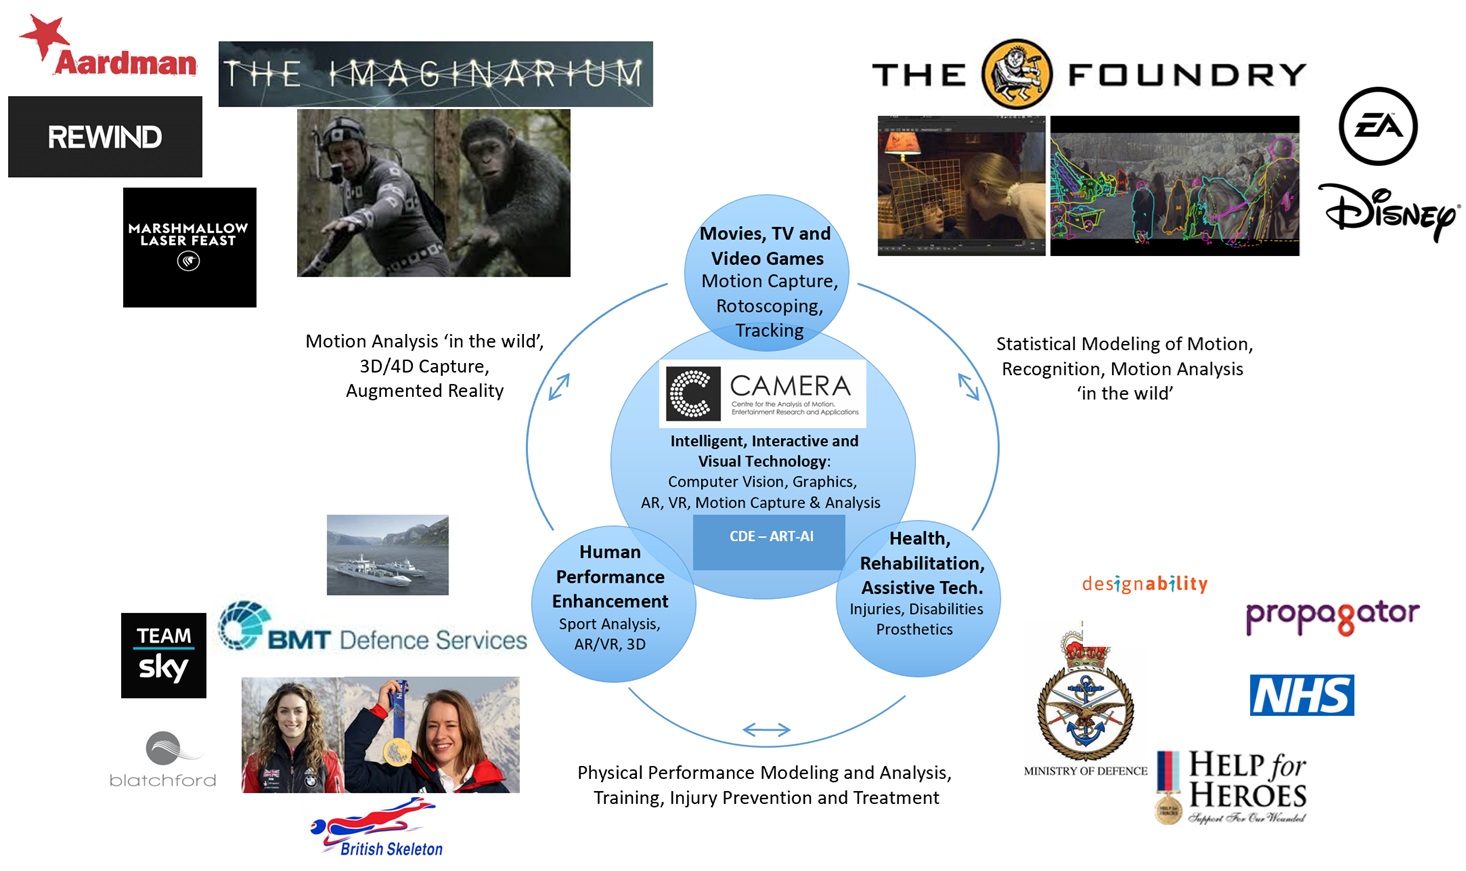 Aardman
THE IMAGINARIUM
REWIND
MARSHMALLOW
LASER FEAST
THE FOUNDRY
EA
Disney
Movies, TV and
Video Games
Motion Capture,
Rotoscoping,
Tracking
Motion Analysis ‘in the wild’,
3D/4D Capture,
Augmented Reality
Statistical Modeling of Motion,
Recognition, Motion Analysis
‘in the wild’
CAMERA
Centre for the Analysis of Motion,
Entertainment Research and Applications
Intelligent, Interactive and
Visual Technology:
Computer Vision, Graphics,
AR, VR, Motion Capture & Analysis
CDE – ART-AI
Human
Performance
Enhancement
Sport Analysis,
AR/VR, 3D
Health,
Rehabilitation,
Assistive Tech.
Injuries, Disabilities
Prosthetics
TEAM
sky
BMT Defence Services
blatchford
British Skeleton
Physical Performance Modeling and Analysis,
Training, Injury Prevention and Treatment
designability
propagator
NHS
MINISTRY OF DEFENCE
HELP for
HEROES
Support For Our Wounded